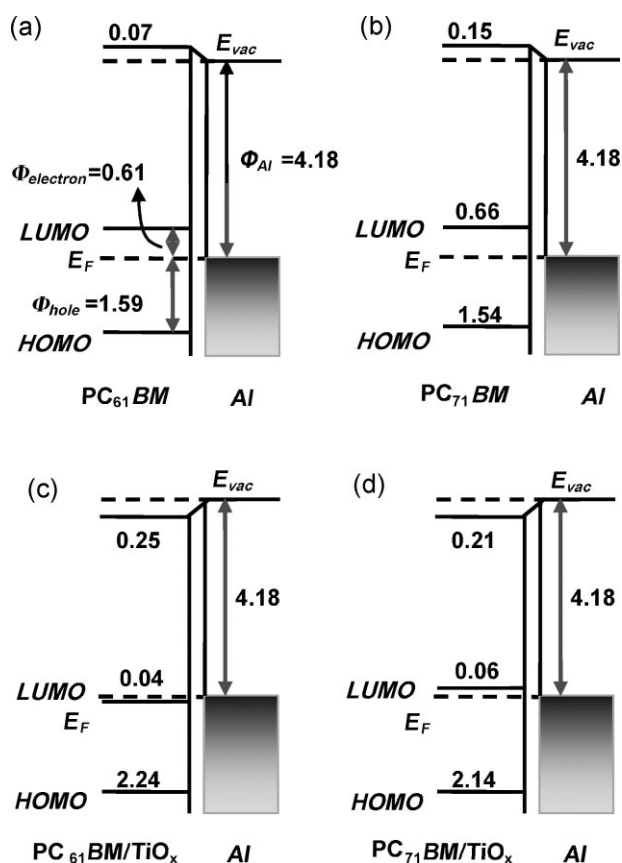 (a)
0.07
E_vac
Φ_electron=0.61
Φ_Al =4.18
LUMO
E_F
Φ_hole=1.59
HOMO
PC₆₁BM Al
(b)
0.15
E_vac
4.18
LUMO 0.66
E_F
1.54
HOMO
PC₇₁BM Al
(c)
E_vac
0.25
4.18
0.04
LUMO
E_F
2.24
HOMO
PC₆₁BM/TiOₓ Al
(d)
E_vac
0.21
4.18
0.06
LUMO
E_F
2.14
HOMO
PC₇₁BM/TiOₓ Al